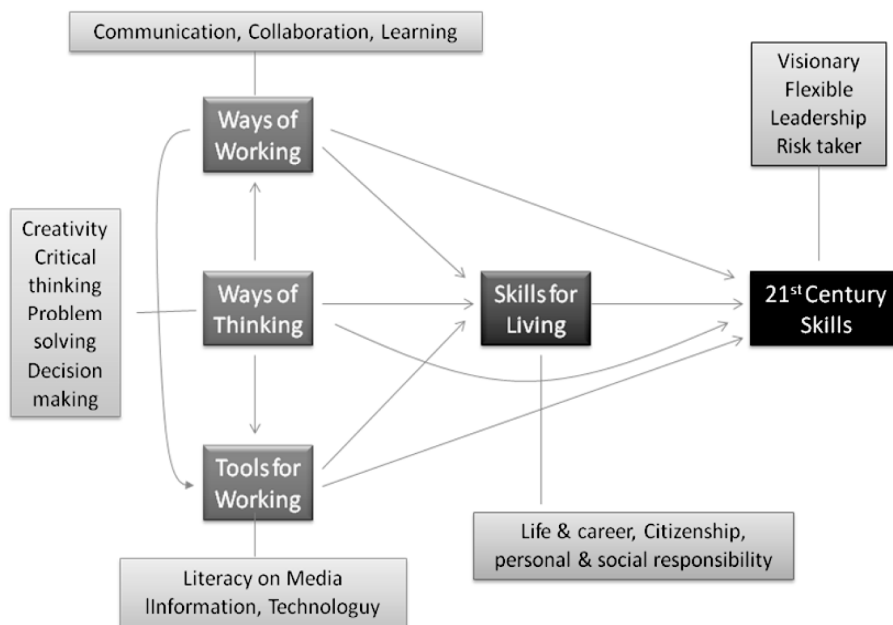 Communication, Collaboration, Learning
Visionary
Flexible
Leadership
Risk taker
Ways of
Working
Creativity
Critical
thinking
Problem
solving
Decision
making
Ways of
Thinking
Skills for
Living
21st Century
Skills
Tools for
Working
Life & career, Citizenship,
personal & social responsibility
Literacy on Media
lInformation, Technologuy